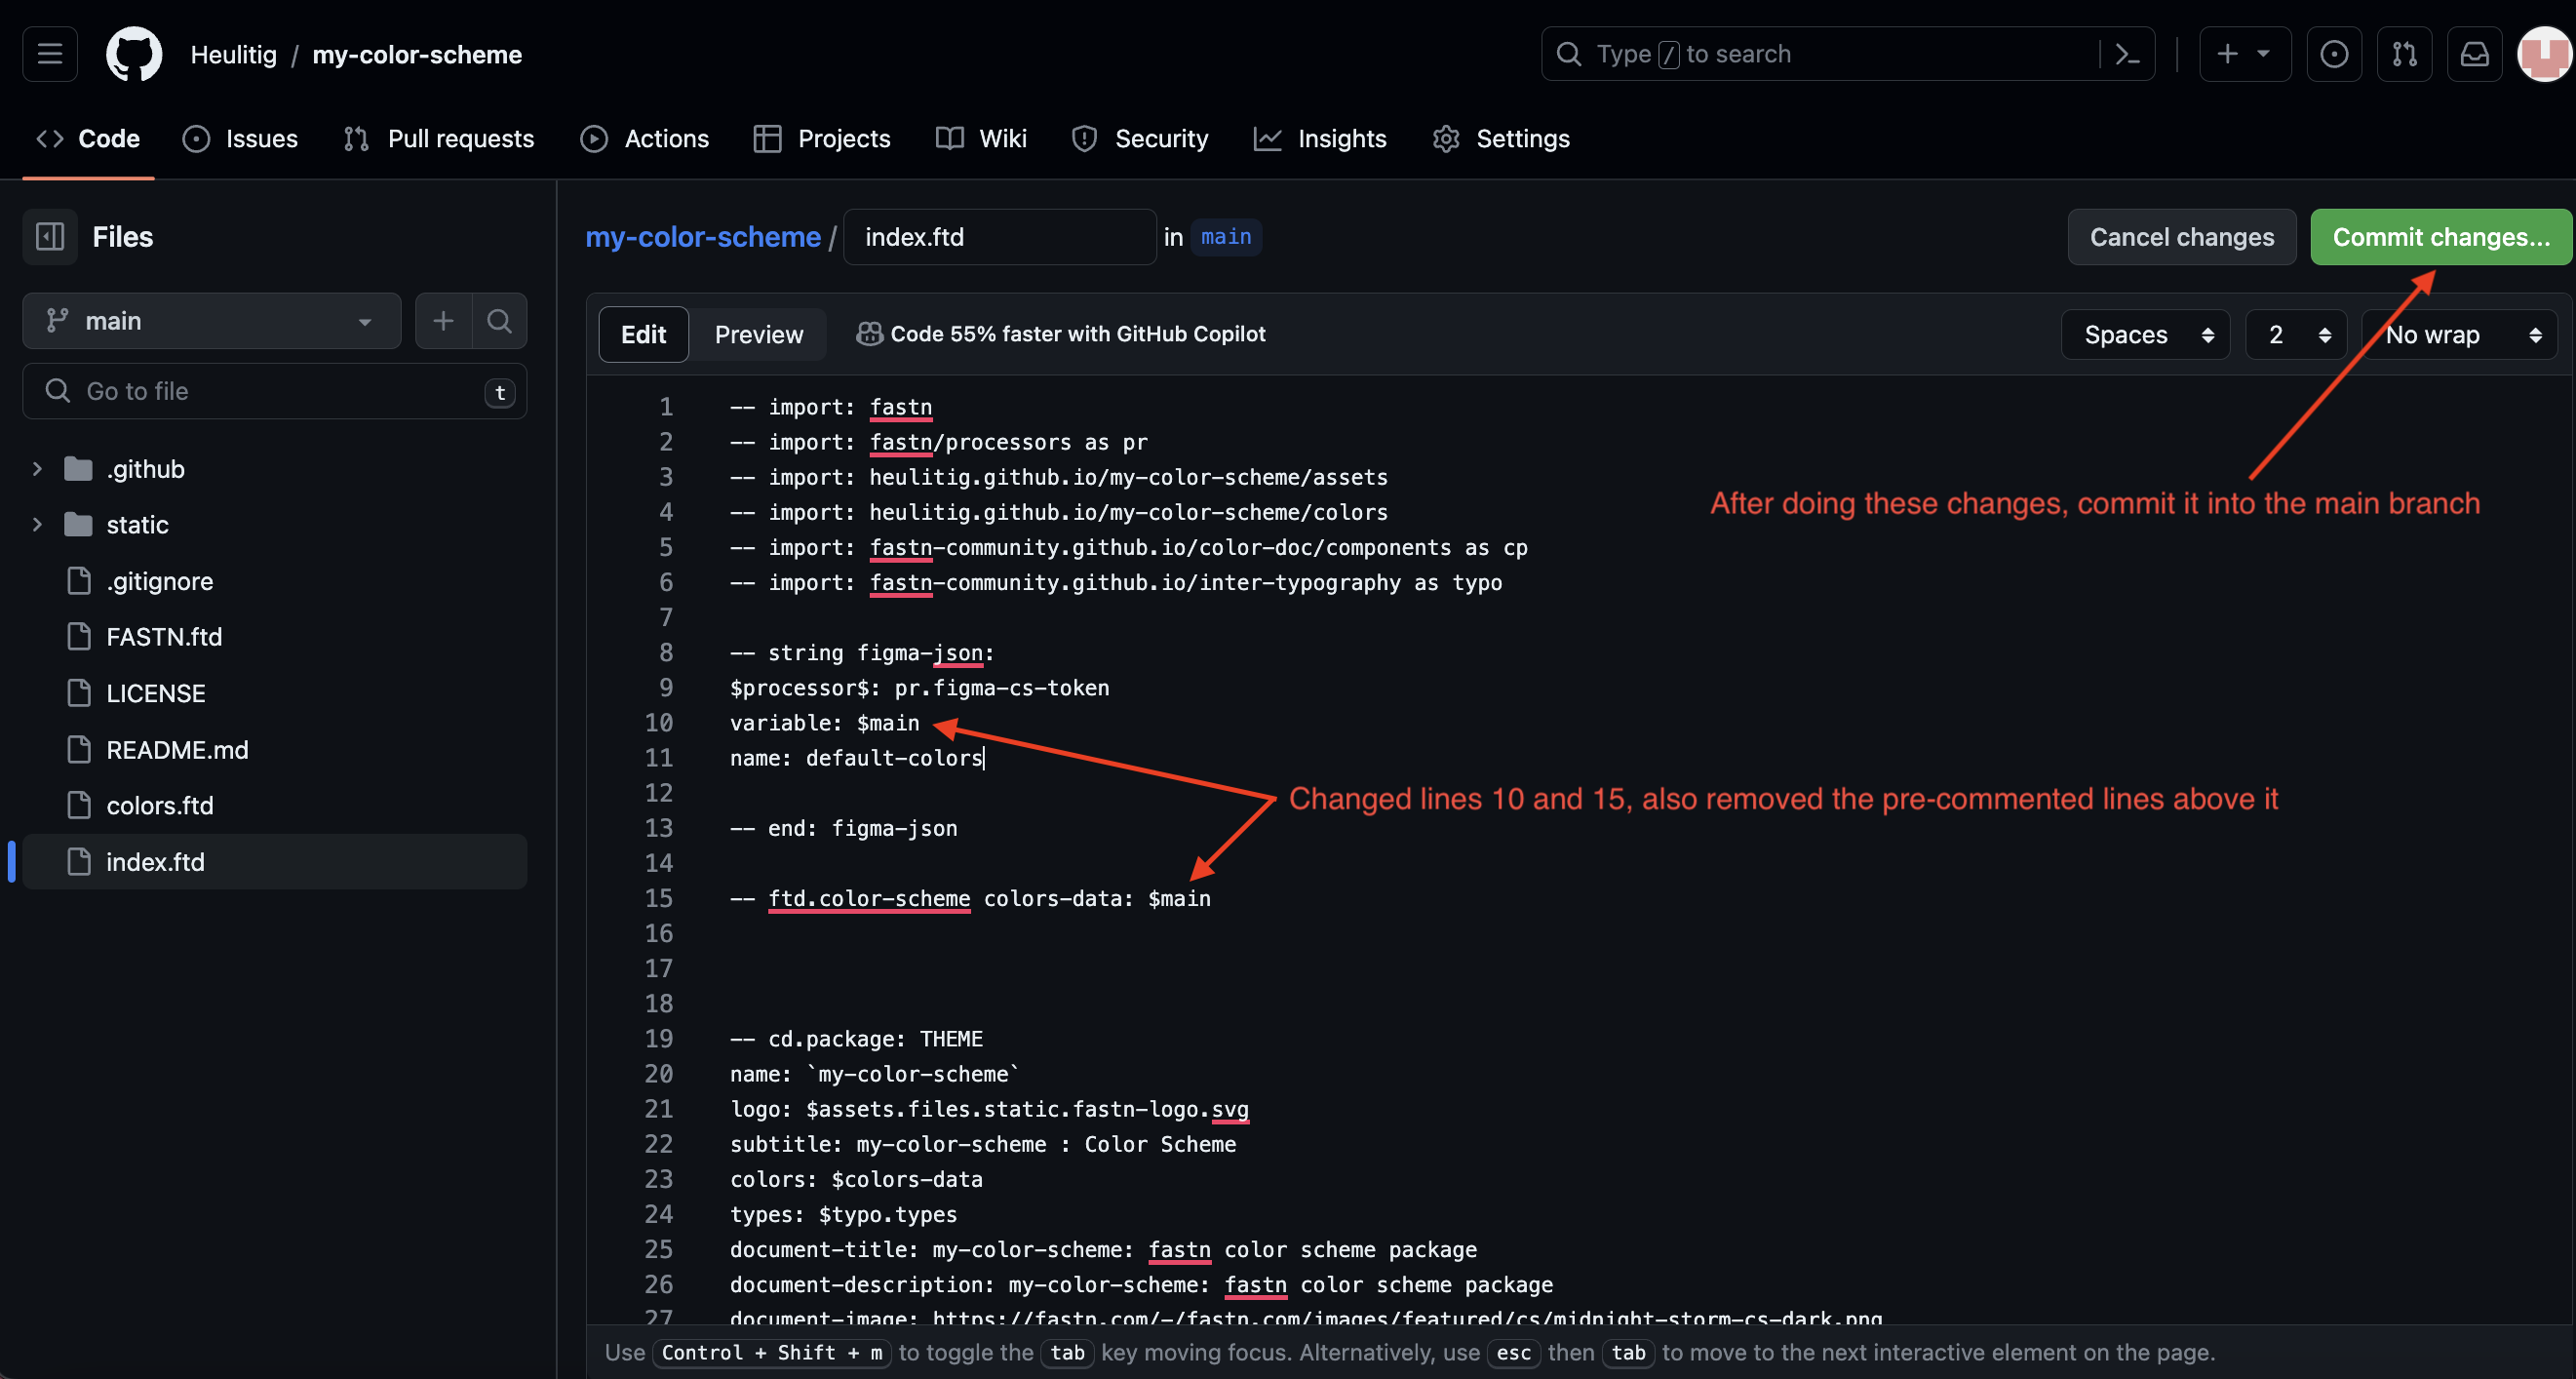 Heulitig / my-color-scheme
Type / to search
Code Issues Pull requests Actions Projects Wiki Security Insights Settings
Files
main
Go to file t
.github
static
.gitignore
FASTN.ftd
LICENSE
README.md
colors.ftd
index.ftd
my-color-scheme / index.ftd in main
Cancel changes Commit changes...
Edit Preview Code 55% faster with GitHub Copilot
Spaces 2 No wrap
1 -- import: fastn
2 -- import: fastn/processors as pr
3 -- import: heulitig.github.io/my-color-scheme/assets
4 -- import: heulitig.github.io/my-color-scheme/colors
5 -- import: fastn-community.github.io/color-doc/components as cp
6 -- import: fastn-community.github.io/inter-typography as typo
7
8 -- string figma-json:
9 $processor$: pr.figma-cs-token
10 variable: $main
11 name: default-colors
12
13 -- end: figma-json
14
15 -- ftd.color-scheme colors-data: $main
16
17
18
19 -- cd.package: THEME
20 name: `my-color-scheme`
21 logo: $assets.files.static.fastn-logo.svg
22 subtitle: my-color-scheme : Color Scheme
23 colors: $colors-data
24 types: $typo.types
25 document-title: my-color-scheme: fastn color scheme package
26 document-description: my-color-scheme: fastn color scheme package
27 document-image: https://fastn.com/-/fastn.com/images/featured/cs/midnight-storm-cs-dark.png
After doing these changes, commit it into the main branch
Changed lines 10 and 15, also removed the pre-commented lines above it
Use Control + Shift + m to toggle the tab key moving focus. Alternatively, use esc then tab to move to the next interactive element on the page.